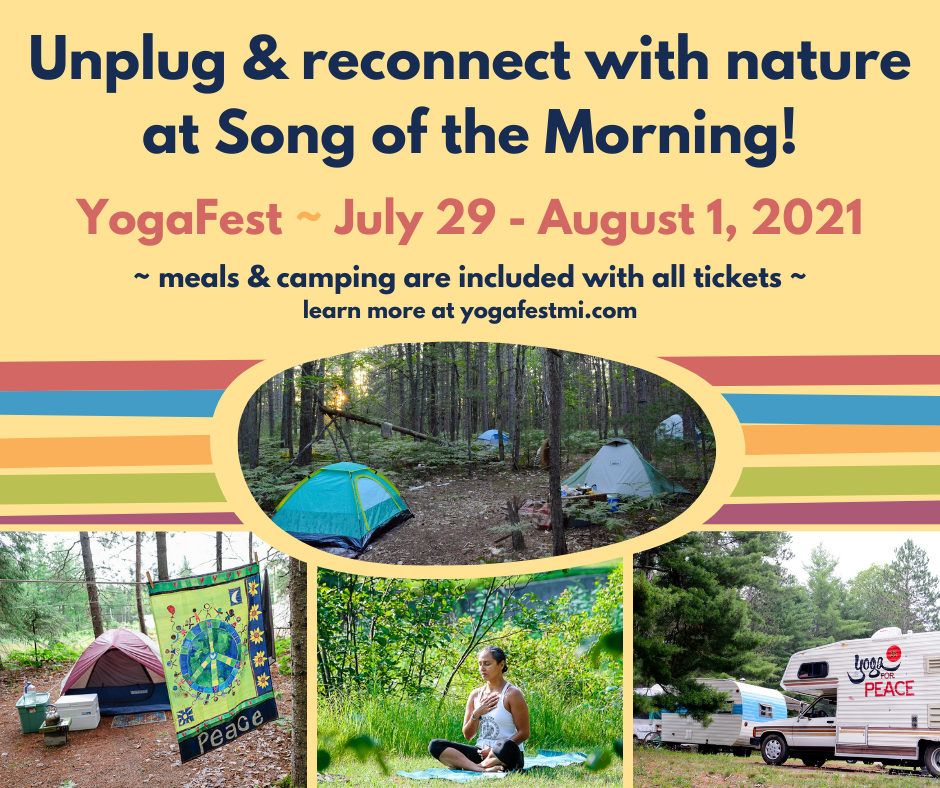 Unplug & reconnect with nature
at Song of the Morning!
YogaFest ~ July 29 - August 1, 2021
~ meals & camping are included with all tickets ~
learn more at yogafestmi.com
Peace
yoga
FOR
PEACE